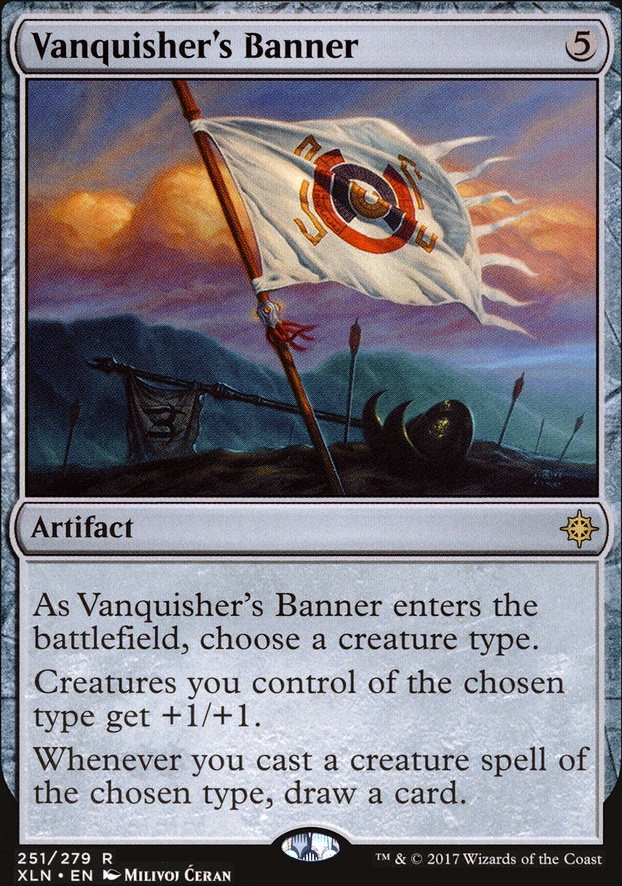 Vanquisher's Banner 5
Artifact
As Vanquisher's Banner enters the
battlefield, choose a creature type.
Creatures you control of the chosen
type get +1/+1.
Whenever you cast a creature spell of
the chosen type, draw a card.
251/279 R
XLN • EN Milivoj Ćeran
™ & © 2017 Wizards of the Coast